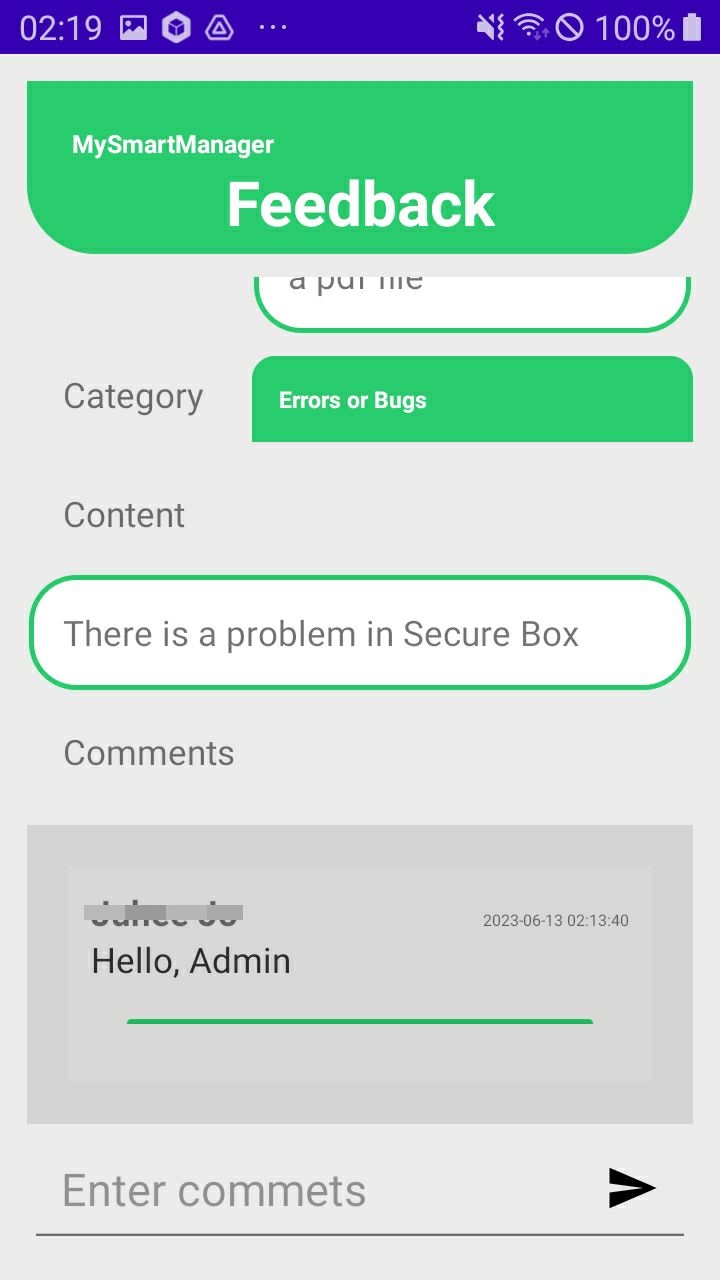 02:19 100%
MySmartManager
Feedback
a pdf file
Category Errors or Bugs
Content
There is a problem in Secure Box
Comments
2023-06-13 02:13:40
Hello, Admin
Enter commets